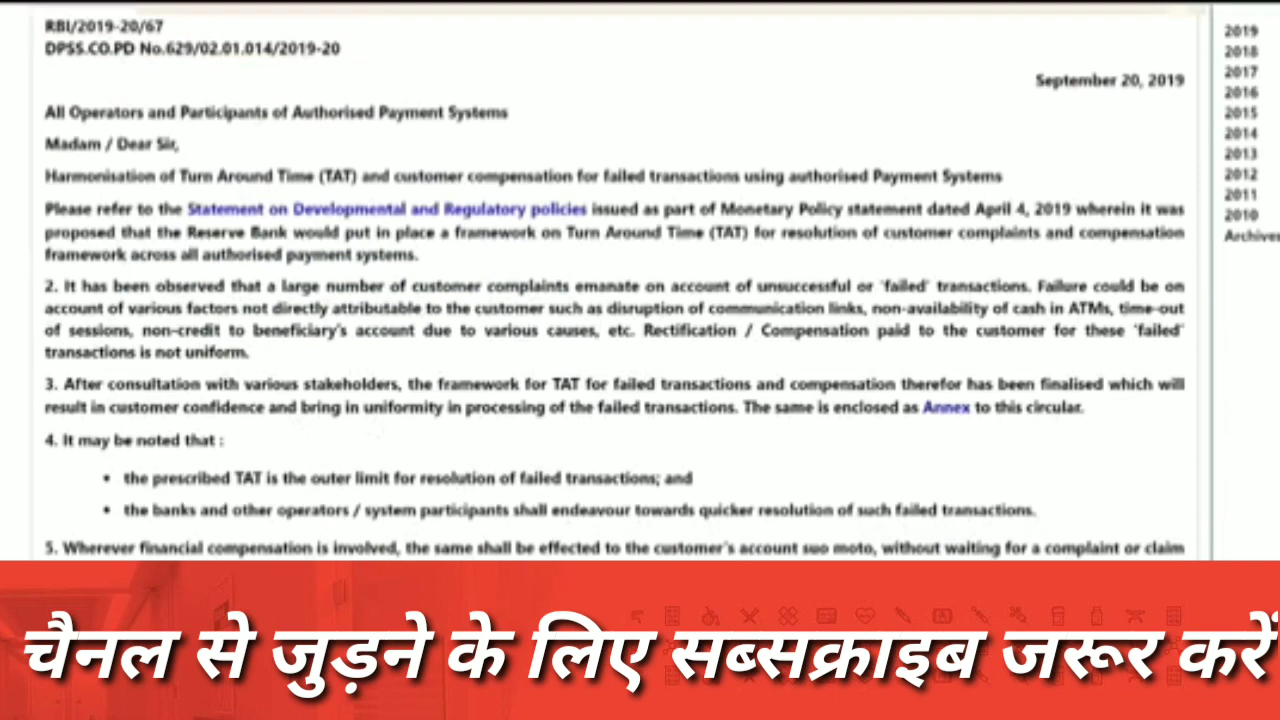 RBI/2019-20/67
DPSS.CO.PD No.629/02.01.014/2019-20
September 20, 2019
All Operators and Participants of Authorised Payment Systems
Madam / Dear Sir,
Harmonisation of Turn Around Time (TAT) and customer compensation for failed transactions using authorised Payment Systems
Please refer to the Statement on Developmental and Regulatory policies issued as part of Monetary Policy statement dated April 4, 2019 wherein it was
proposed that the Reserve Bank would put in place a framework on Turn Around Time (TAT) for resolution of customer complaints and compensation
framework across all authorised payment systems.
2. It has been observed that a large number of customer complaints emanate on account of unsuccessful or 'failed' transactions. Failure could be on
account of various factors not directly attributable to the customer such as disruption of communication links, non-availability of cash in ATMs, time-out
of sessions, non-credit to beneficiary's account due to various causes, etc. Rectification / Compensation paid to the customer for these 'failed'
transactions is not uniform.
3. After consultation with various stakeholders, the framework for TAT for failed transactions and compensation therefor has been finalised which will
result in customer confidence and bring in uniformity in processing of the failed transactions. The same is enclosed as Annex to this circular.
4. It may be noted that :
• the prescribed TAT is the outer limit for resolution of failed transactions; and
• the banks and other operators / system participants shall endeavour towards quicker resolution of such failed transactions.
5. Wherever financial compensation is involved, the same shall be effected to the customer's account suo moto, without waiting for a complaint or claim
2019
2018
2017
2016
2015
2014
2013
2012
2011
2010
Archives
चैनल से जुड़ने के लिए सब्सक्राइब जरूर करें